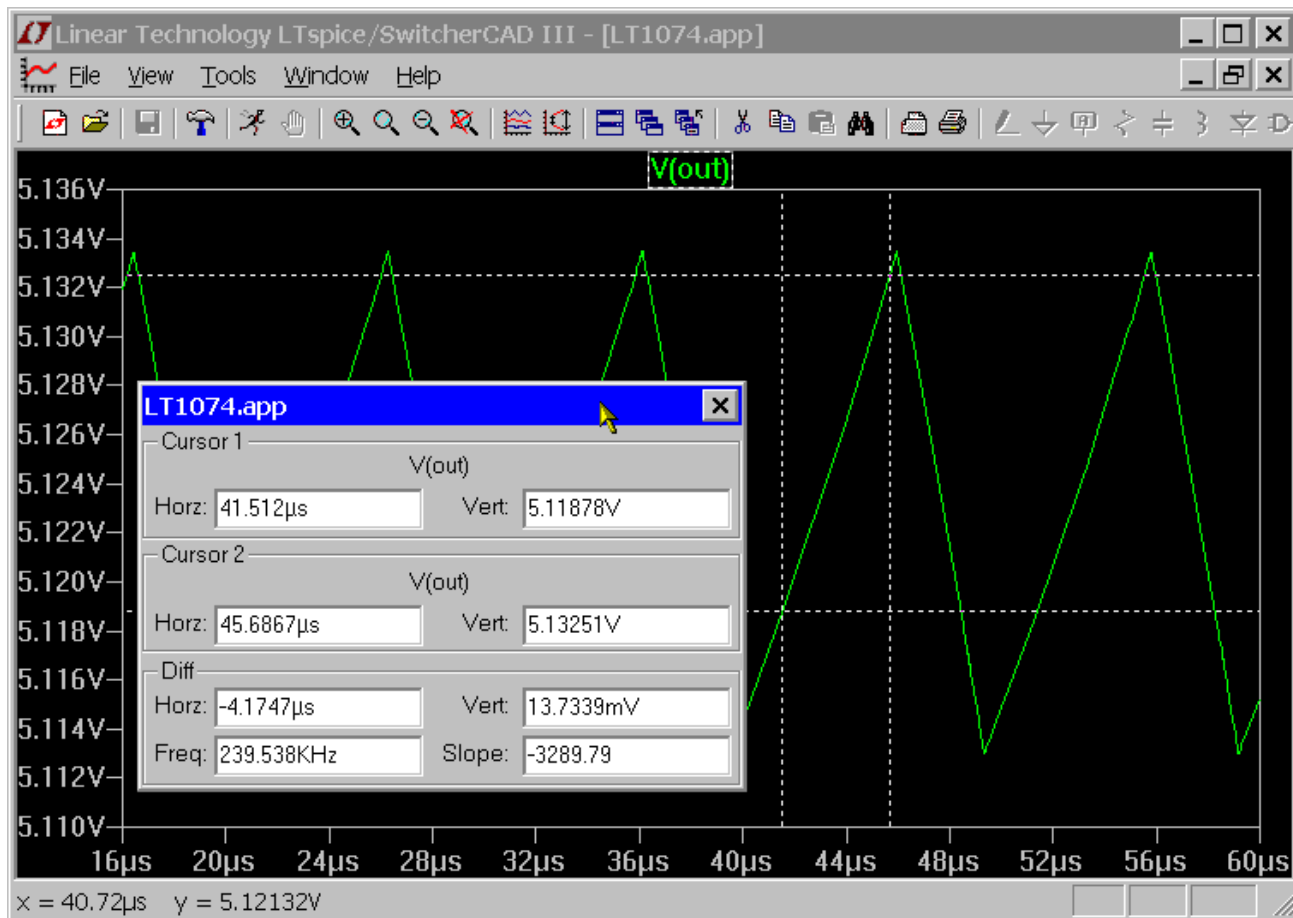 Linear Technology LTspice/SwitcherCAD III - [LT1074.app]
File View Tools Window Help
V(out)
5.136V
5.134V
5.132V
5.130V
5.128V
5.126V
5.124V
5.122V
5.120V
5.118V
5.116V
5.114V
5.112V
5.110V
LT1074.app
Cursor 1
V(out)
Horz: 41.512µs Vert: 5.11878V
Cursor 2
V(out)
Horz: 45.6867µs Vert: 5.13251V
Diff
Horz: -4.1747µs Vert: 13.7339mV
Freq: 239.538KHz Slope: -3289.79
16µs 20µs 24µs 28µs 32µs 36µs 40µs 44µs 48µs 52µs 56µs 60µs
x = 40.72µs y = 5.12132V